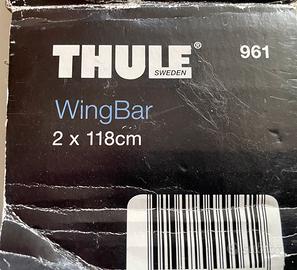 THULE® 961
SWEDEN
WingBar
2 x 118cm